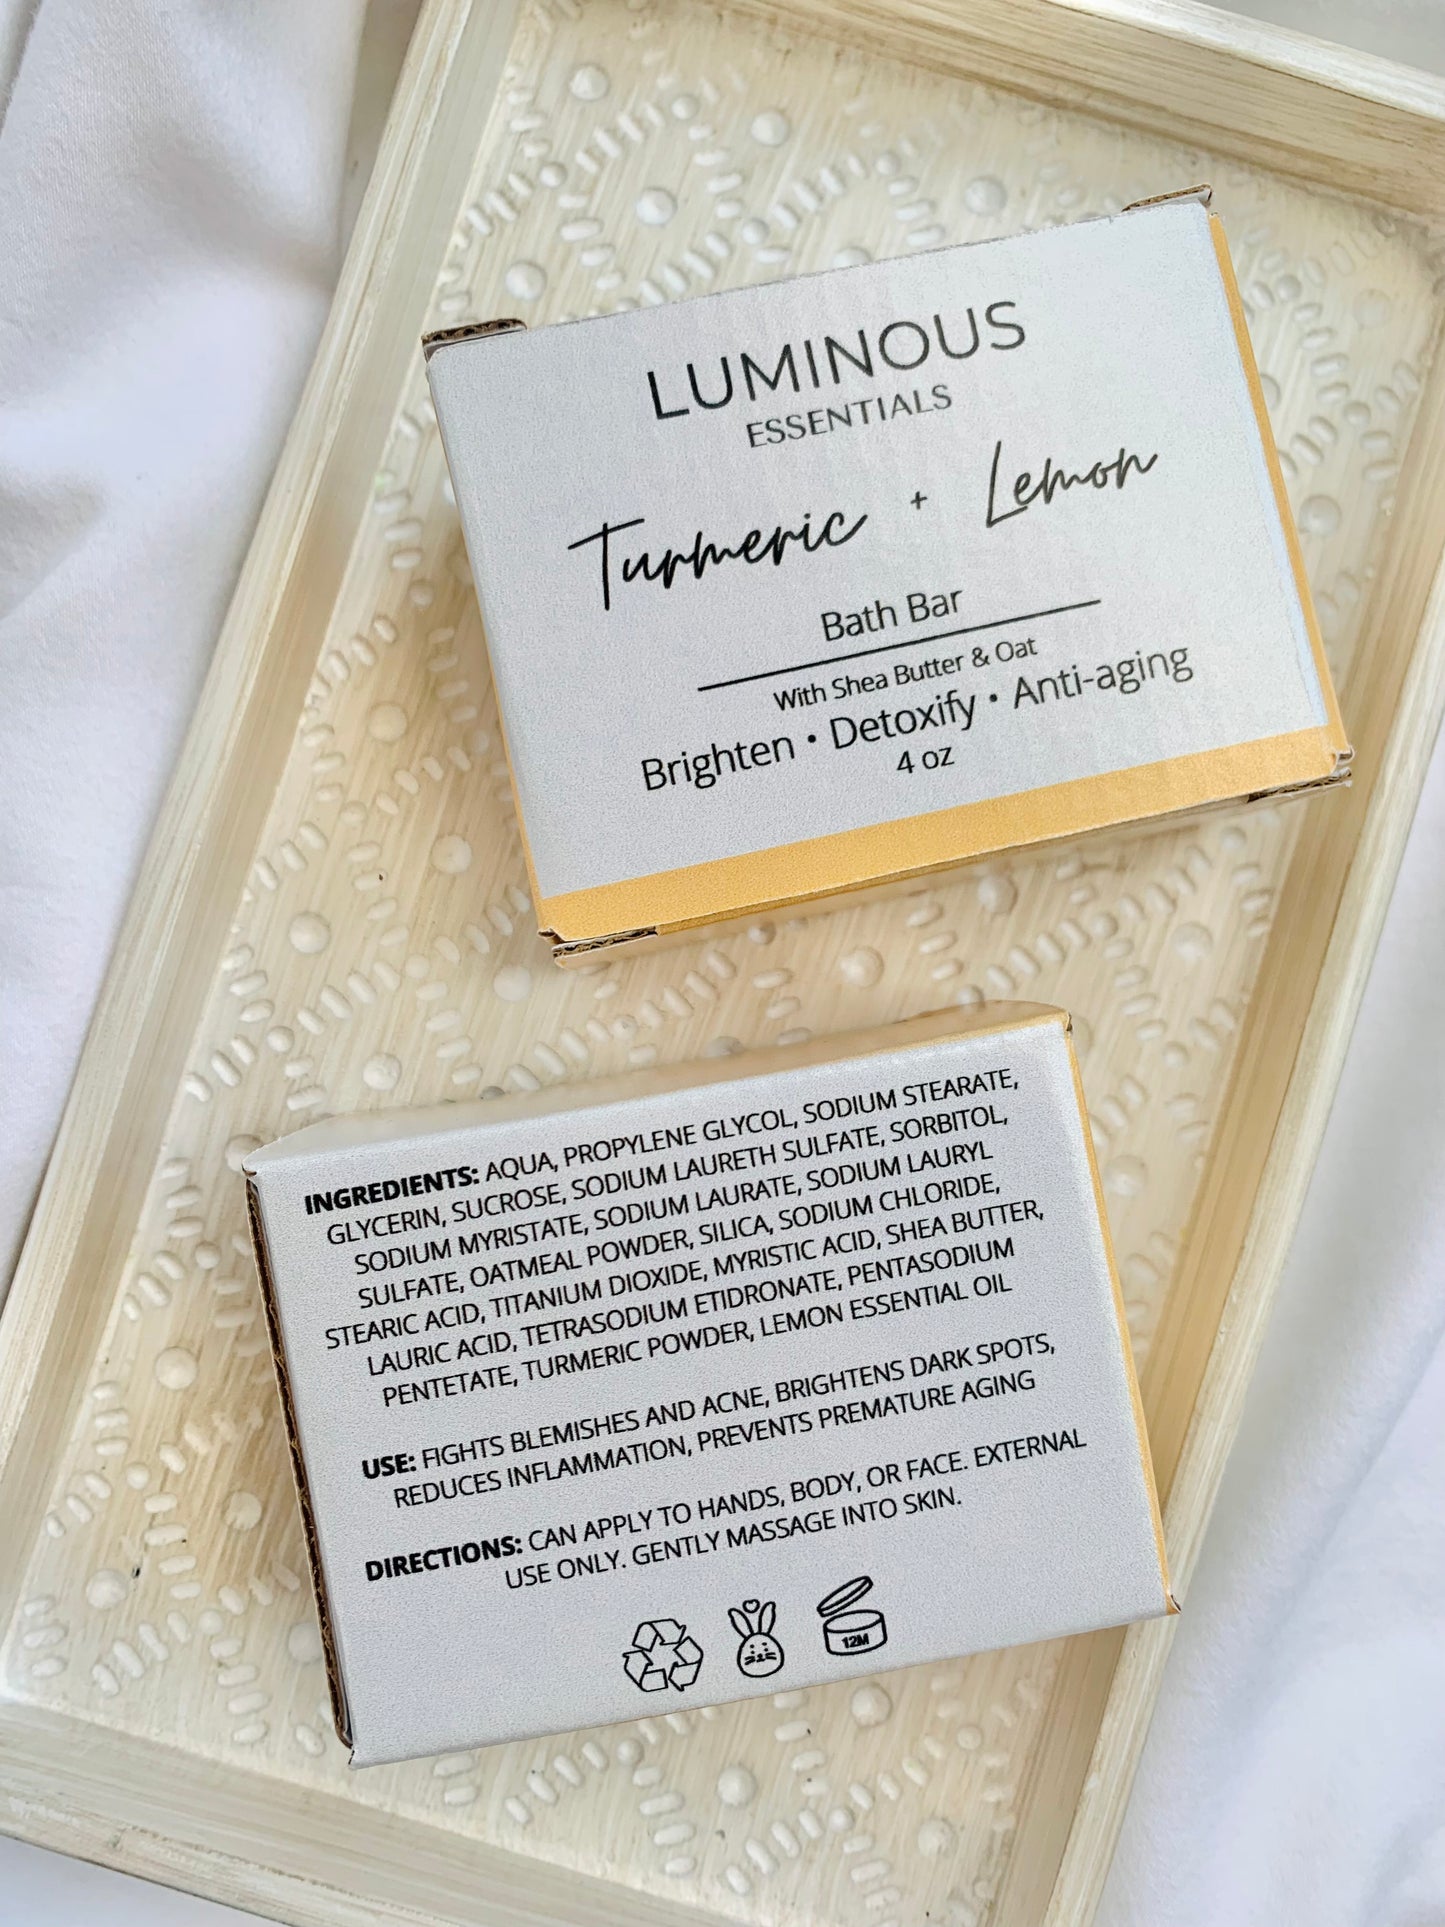 LUMINOUS
ESSENTIALS
Turmeric + Lemon
Bath Bar
With Shea Butter & Oat
Brighten • Detoxify • Anti-aging
4 oz
INGREDIENTS: AQUA, PROPYLENE GLYCOL, SODIUM STEARATE,
GLYCERIN, SUCROSE, SODIUM LAURETH SULFATE, SORBITOL,
SODIUM MYRISTATE, SODIUM LAURATE, SODIUM LAURYL
SULFATE, OATMEAL POWDER, SILICA, SODIUM CHLORIDE,
STEARIC ACID, TITANIUM DIOXIDE, MYRISTIC ACID, SHEA BUTTER,
LAURIC ACID, TETRASODIUM ETIDRONATE, PENTASODIUM
PENTETATE, TURMERIC POWDER, LEMON ESSENTIAL OIL
USE: FIGHTS BLEMISHES AND ACNE, BRIGHTENS DARK SPOTS,
REDUCES INFLAMMATION, PREVENTS PREMATURE AGING
DIRECTIONS: CAN APPLY TO HANDS, BODY, OR FACE. EXTERNAL
USE ONLY. GENTLY MASSAGE INTO SKIN.
12M